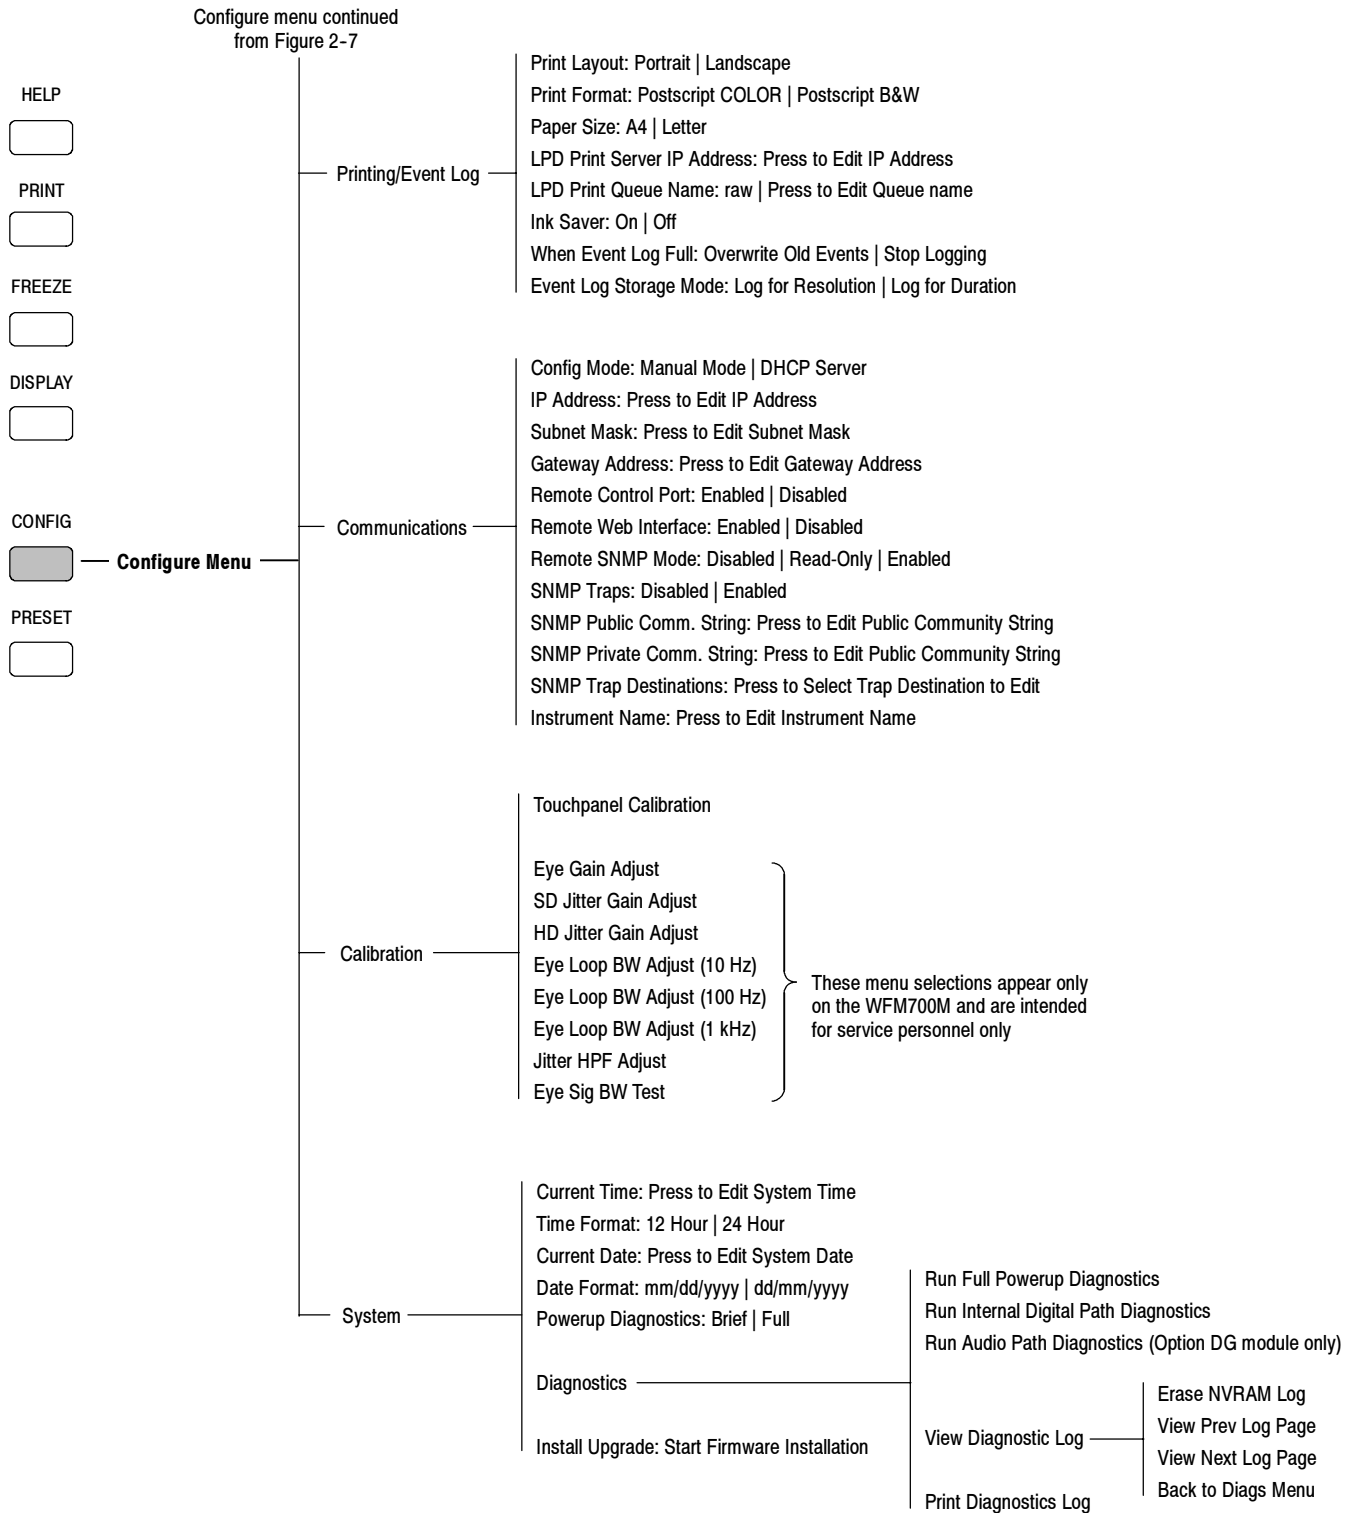 Configure menu continued
from Figure 2-7
HELP
PRINT
FREEZE
DISPLAY
CONFIG
PRESET
Configure Menu
Printing/Event Log
Print Layout: Portrait | Landscape
Print Format: Postscript COLOR | Postscript B&W
Paper Size: A4 | Letter
LPD Print Server IP Address: Press to Edit IP Address
LPD Print Queue Name: raw | Press to Edit Queue name
Ink Saver: On | Off
When Event Log Full: Overwrite Old Events | Stop Logging
Event Log Storage Mode: Log for Resolution | Log for Duration
Communications
Config Mode: Manual Mode | DHCP Server
IP Address: Press to Edit IP Address
Subnet Mask: Press to Edit Subnet Mask
Gateway Address: Press to Edit Gateway Address
Remote Control Port: Enabled | Disabled
Remote Web Interface: Enabled | Disabled
Remote SNMP Mode: Disabled | Read-Only | Enabled
SNMP Traps: Disabled | Enabled
SNMP Public Comm. String: Press to Edit Public Community String
SNMP Private Comm. String: Press to Edit Public Community String
SNMP Trap Destinations: Press to Select Trap Destination to Edit
Instrument Name: Press to Edit Instrument Name
Calibration
Touchpanel Calibration
Eye Gain Adjust
SD Jitter Gain Adjust
HD Jitter Gain Adjust
Eye Loop BW Adjust (10 Hz)
Eye Loop BW Adjust (100 Hz)
Eye Loop BW Adjust (1 kHz)
Jitter HPF Adjust
Eye Sig BW Test
These menu selections appear only
on the WFM700M and are intended
for service personnel only
System
Current Time: Press to Edit System Time
Time Format: 12 Hour | 24 Hour
Current Date: Press to Edit System Date
Date Format: mm/dd/yyyy | dd/mm/yyyy
Powerup Diagnostics: Brief | Full
Diagnostics
Install Upgrade: Start Firmware Installation
Run Full Powerup Diagnostics
Run Internal Digital Path Diagnostics
Run Audio Path Diagnostics (Option DG module only)
View Diagnostic Log
Print Diagnostics Log
Erase NVRAM Log
View Prev Log Page
View Next Log Page
Back to Diags Menu